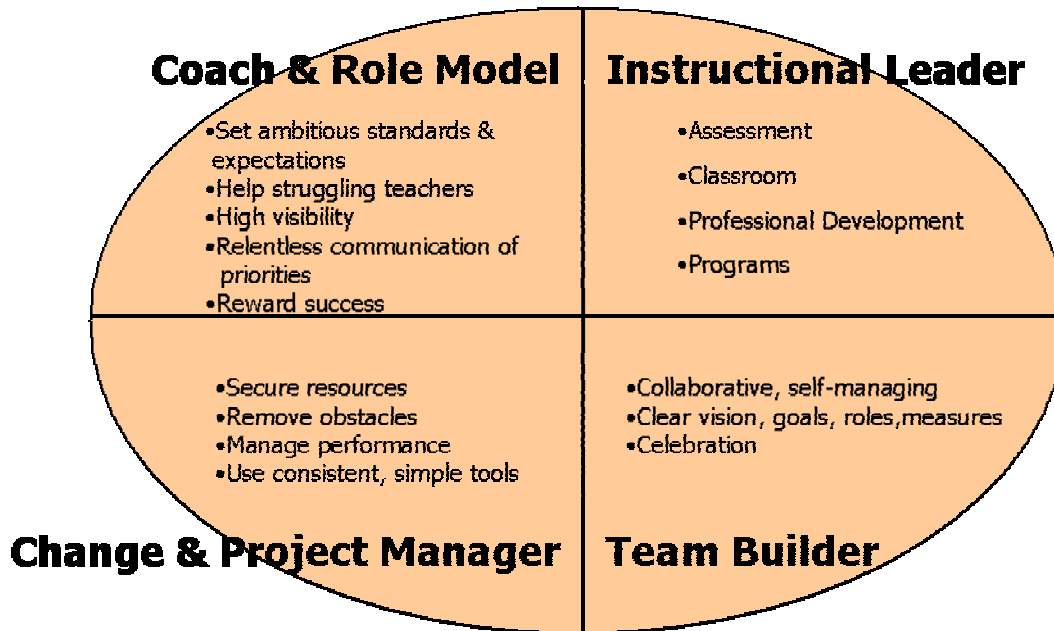 Coach & Role Model
•Set ambitious standards &
expectations
•Help struggling teachers
•High visibility
•Relentless communication of
priorities
•Reward success
Instructional Leader
•Assessment
•Classroom
•Professional Development
•Programs
•Secure resources
•Remove obstacles
•Manage performance
•Use consistent, simple tools
Change & Project Manager
•Collaborative, self-managing
•Clear vision, goals, roles,measures
•Celebration
Team Builder